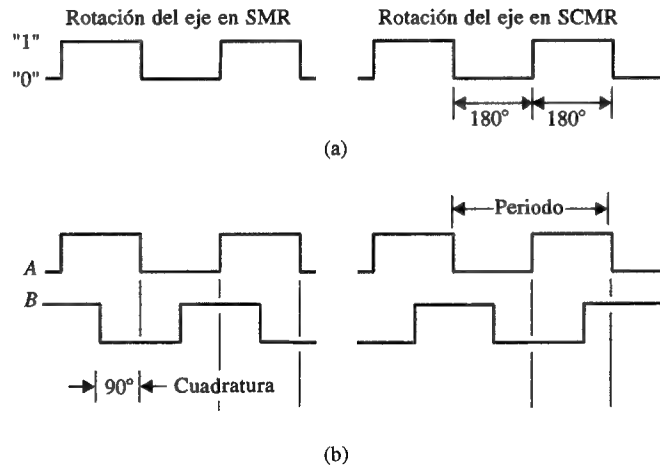 Rotación del eje en SMR
Rotación del eje en SCMR
"1"
"0"
180°
180°
(a)
Periodo
A
B
90°
Cuadratura
(b)